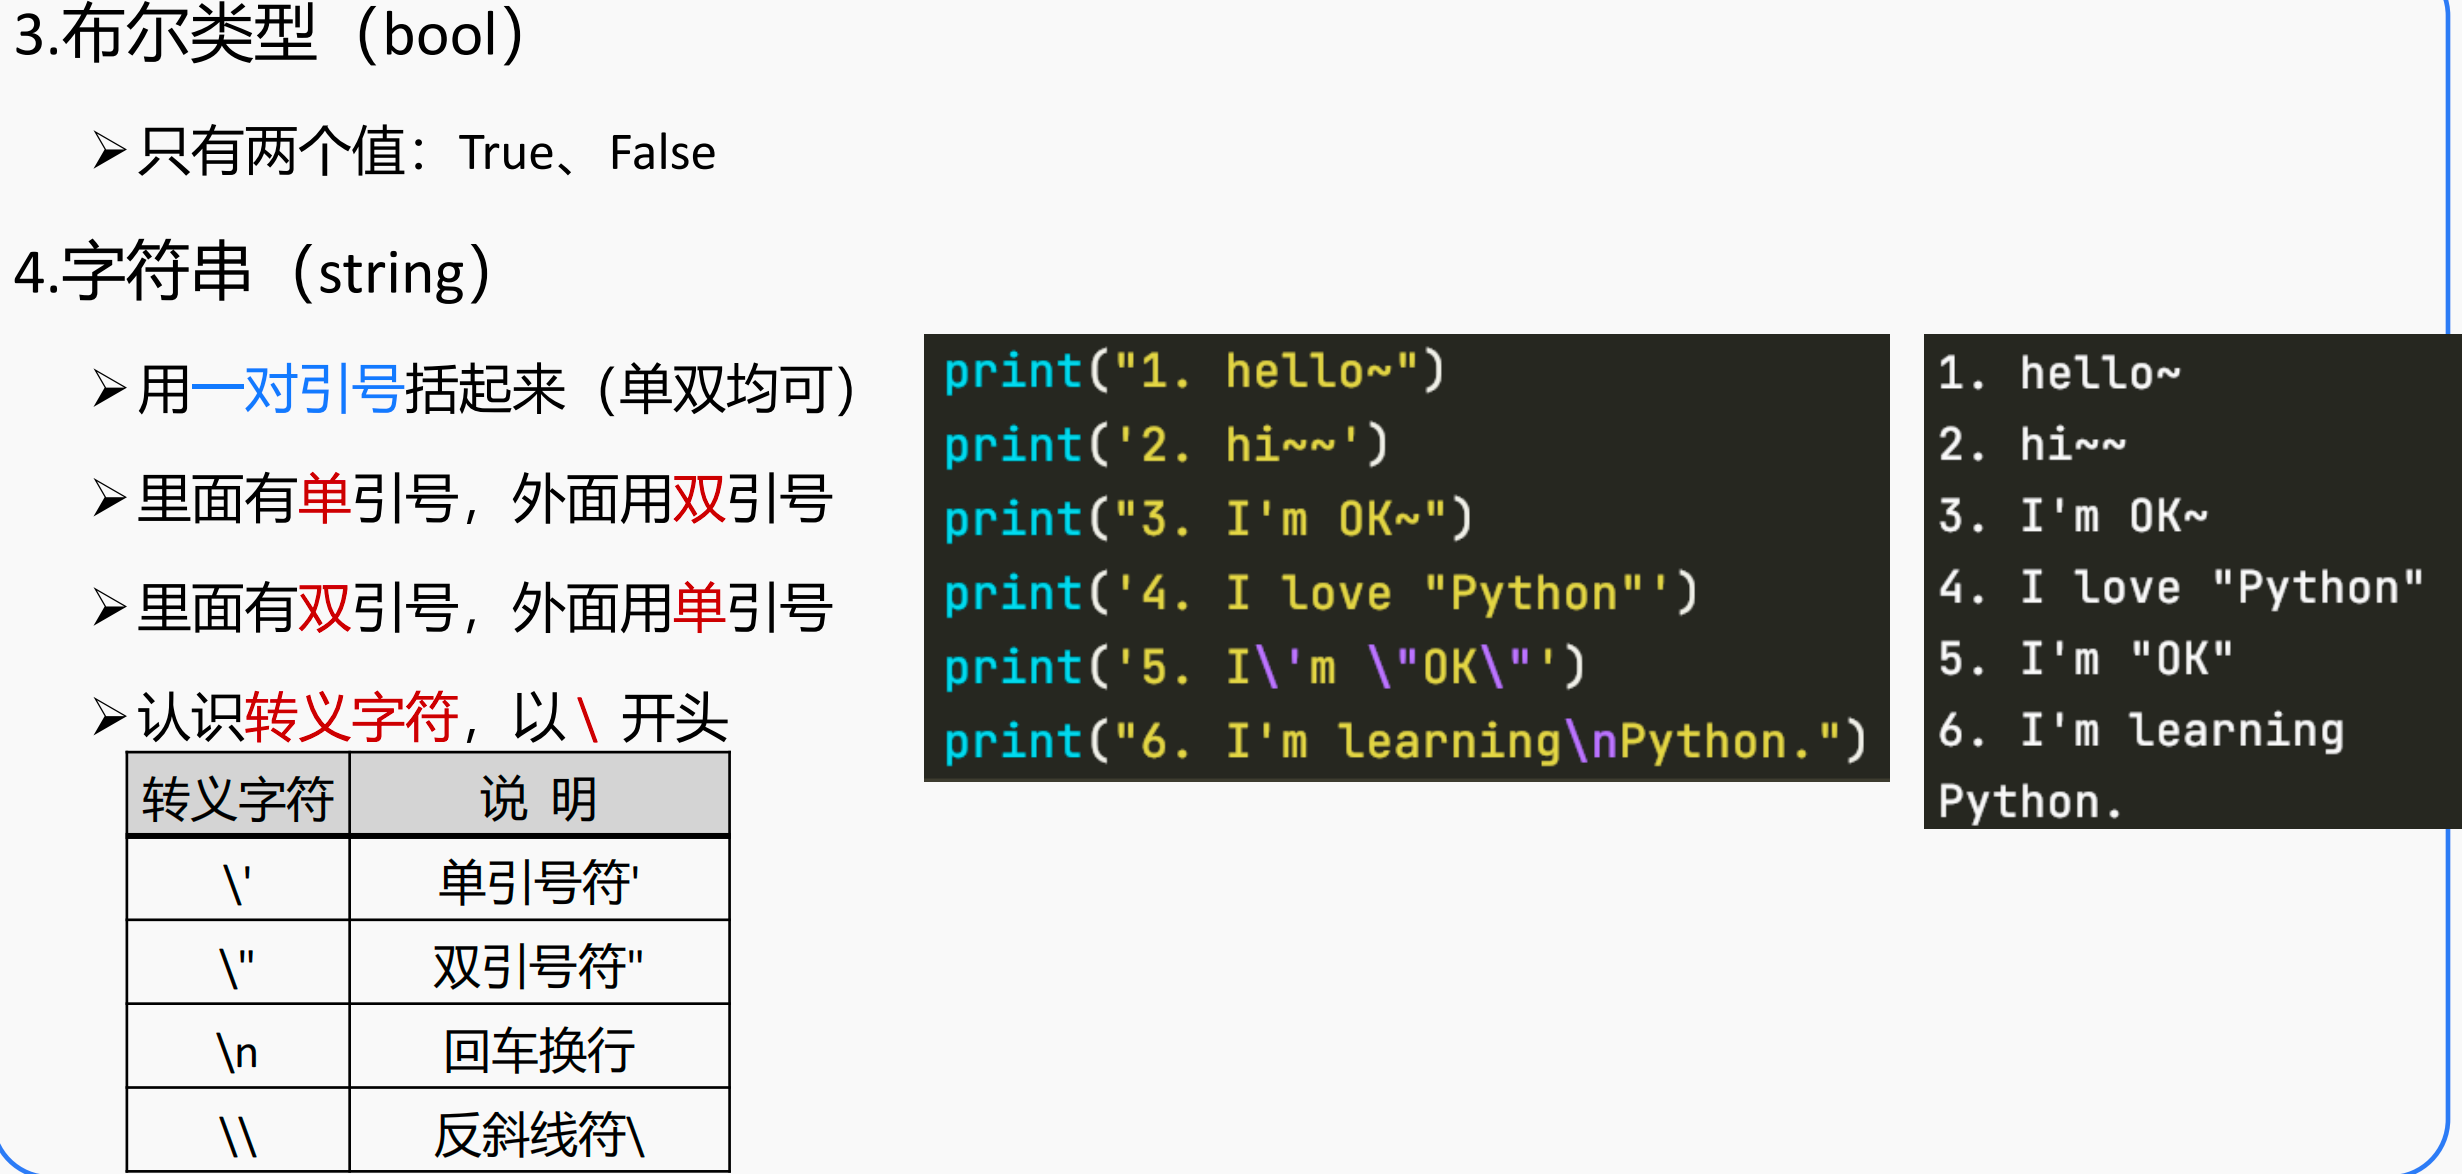 3.布尔类型（bool）
➢只有两个值：True、False
4.字符串（string）
➢用一对引号括起来（单双均可）
➢里面有单引号，外面用双引号
➢里面有双引号，外面用单引号
➢认识转义字符，以 \ 开头
转义字符 说 明
\' 单引号符'
\" 双引号符"
\n 回车换行
\\ 反斜线符\
print("1. hello~")
print('2. hi~~')
print("3. I'm OK~")
print('4. I love "Python"')
print('5. I\'m \"OK\"')
print("6. I'm learning\nPython.")
1. hello~
2. hi~~
3. I'm OK~
4. I love "Python"
5. I'm "OK"
6. I'm learning
Python.